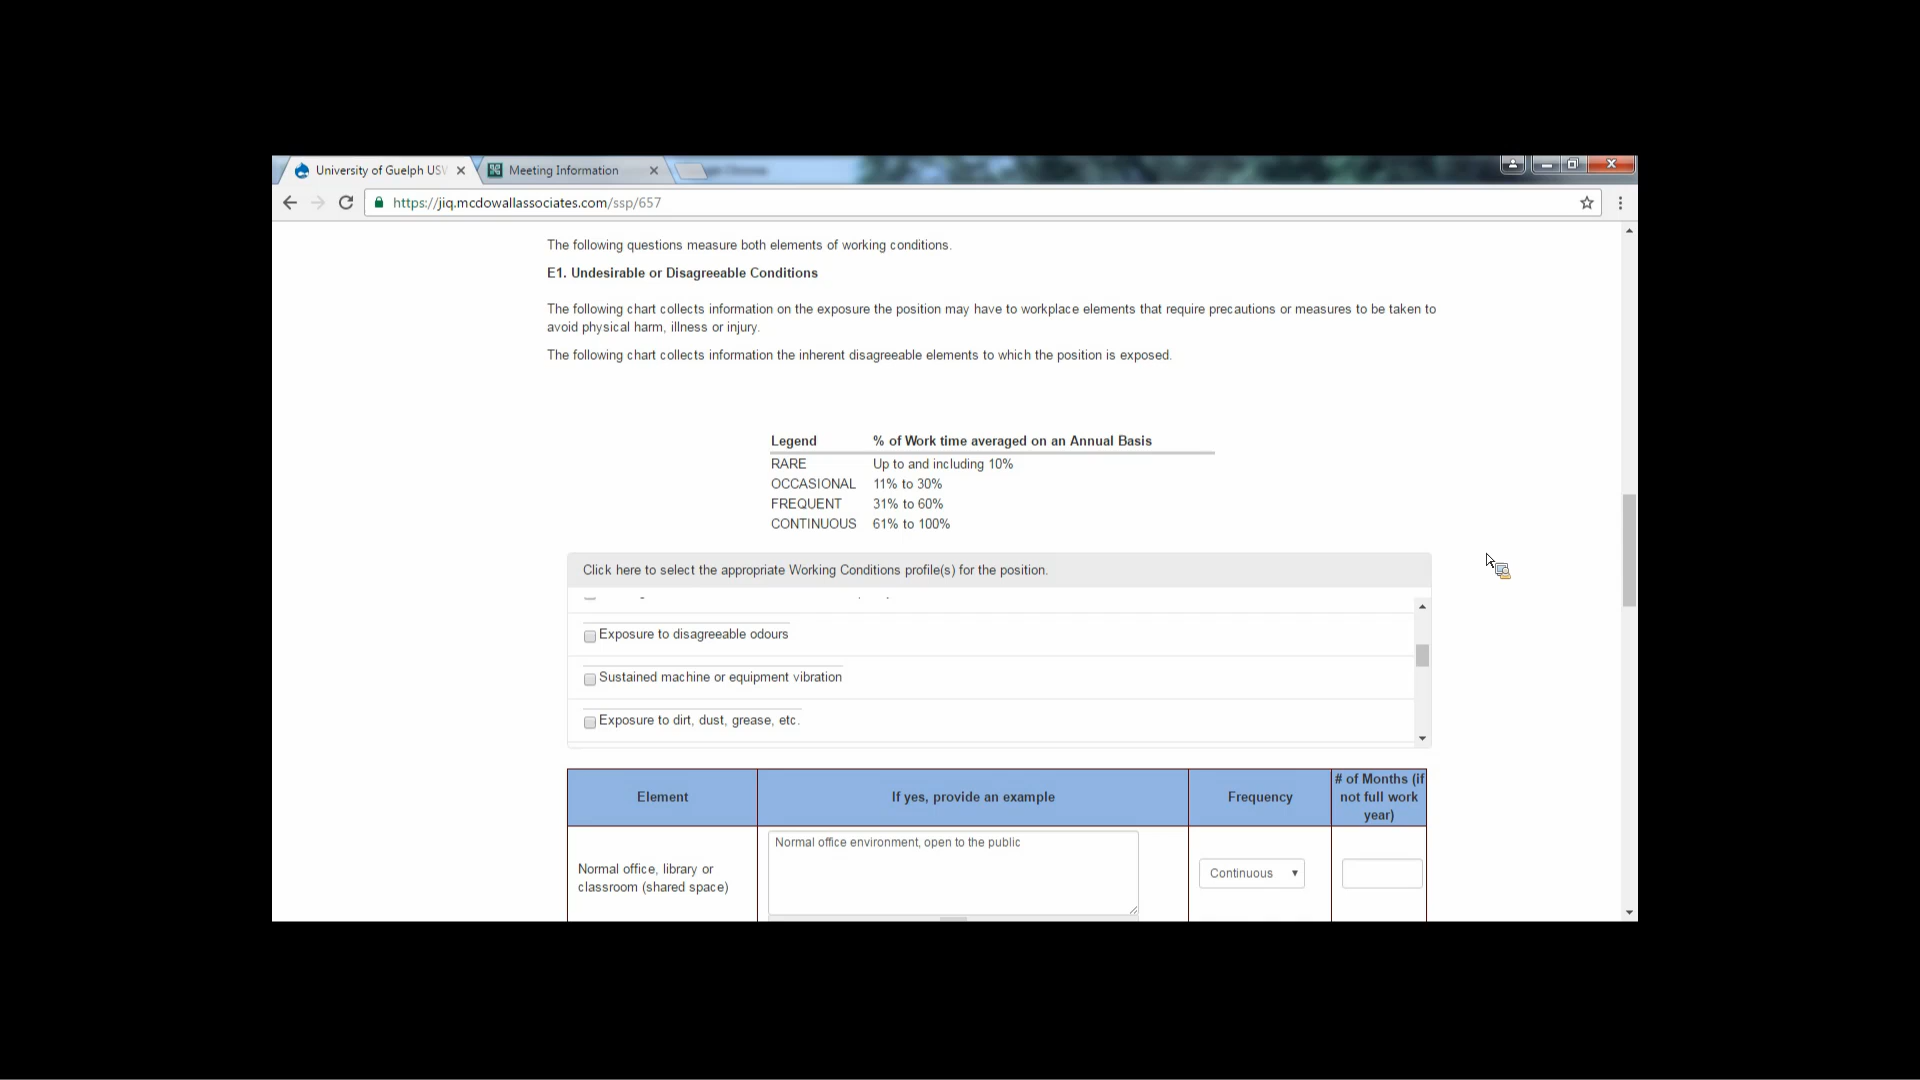 University of Guelph US
Meeting Information
https://jiq.mcdowallassociates.com/ssp/657
The following questions measure both elements of working conditions.
E1. Undesirable or Disagreeable Conditions
The following chart collects information on the exposure the position may have to workplace elements that require precautions or measures to be taken to
avoid physical harm, illness or injury.
The following chart collects information the inherent disagreeable elements to which the position is exposed.
Legend % of Work time averaged on an Annual Basis
RARE Up to and including 10%
OCCASIONAL 11% to 30%
FREQUENT 31% to 60%
CONTINUOUS 61% to 100%
Click here to select the appropriate Working Conditions profile(s) for the position.
Exposure to disagreeable odours
Sustained machine or equipment vibration
Exposure to dirt, dust, grease, etc.
Element If yes, provide an example Frequency # of Months (if
not full work
year)
Normal office environment, open to the public
Normal office, library or
classroom (shared space)
Continuous